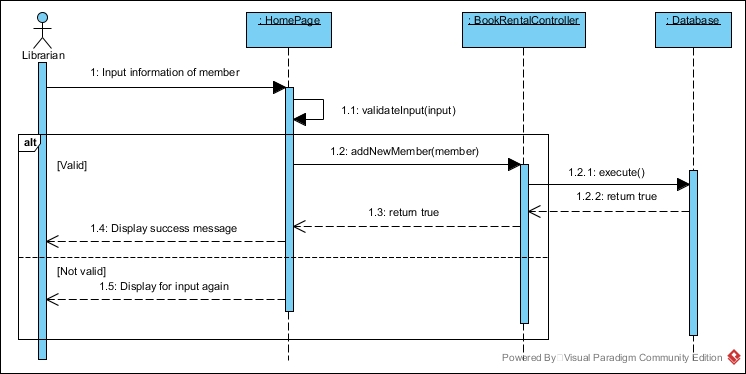 : HomePage
: BookRentalController
: Database
Librarian
1: Input information of member
1.1: validateInput(input)
alt
1.2: addNewMember(member)
[Valid]
1.2.1: execute()
1.2.2: return true
1.3: return true
1.4: Display success message
[Not valid]
1.5: Display for input again
Powered By Visual Paradigm Community Edition